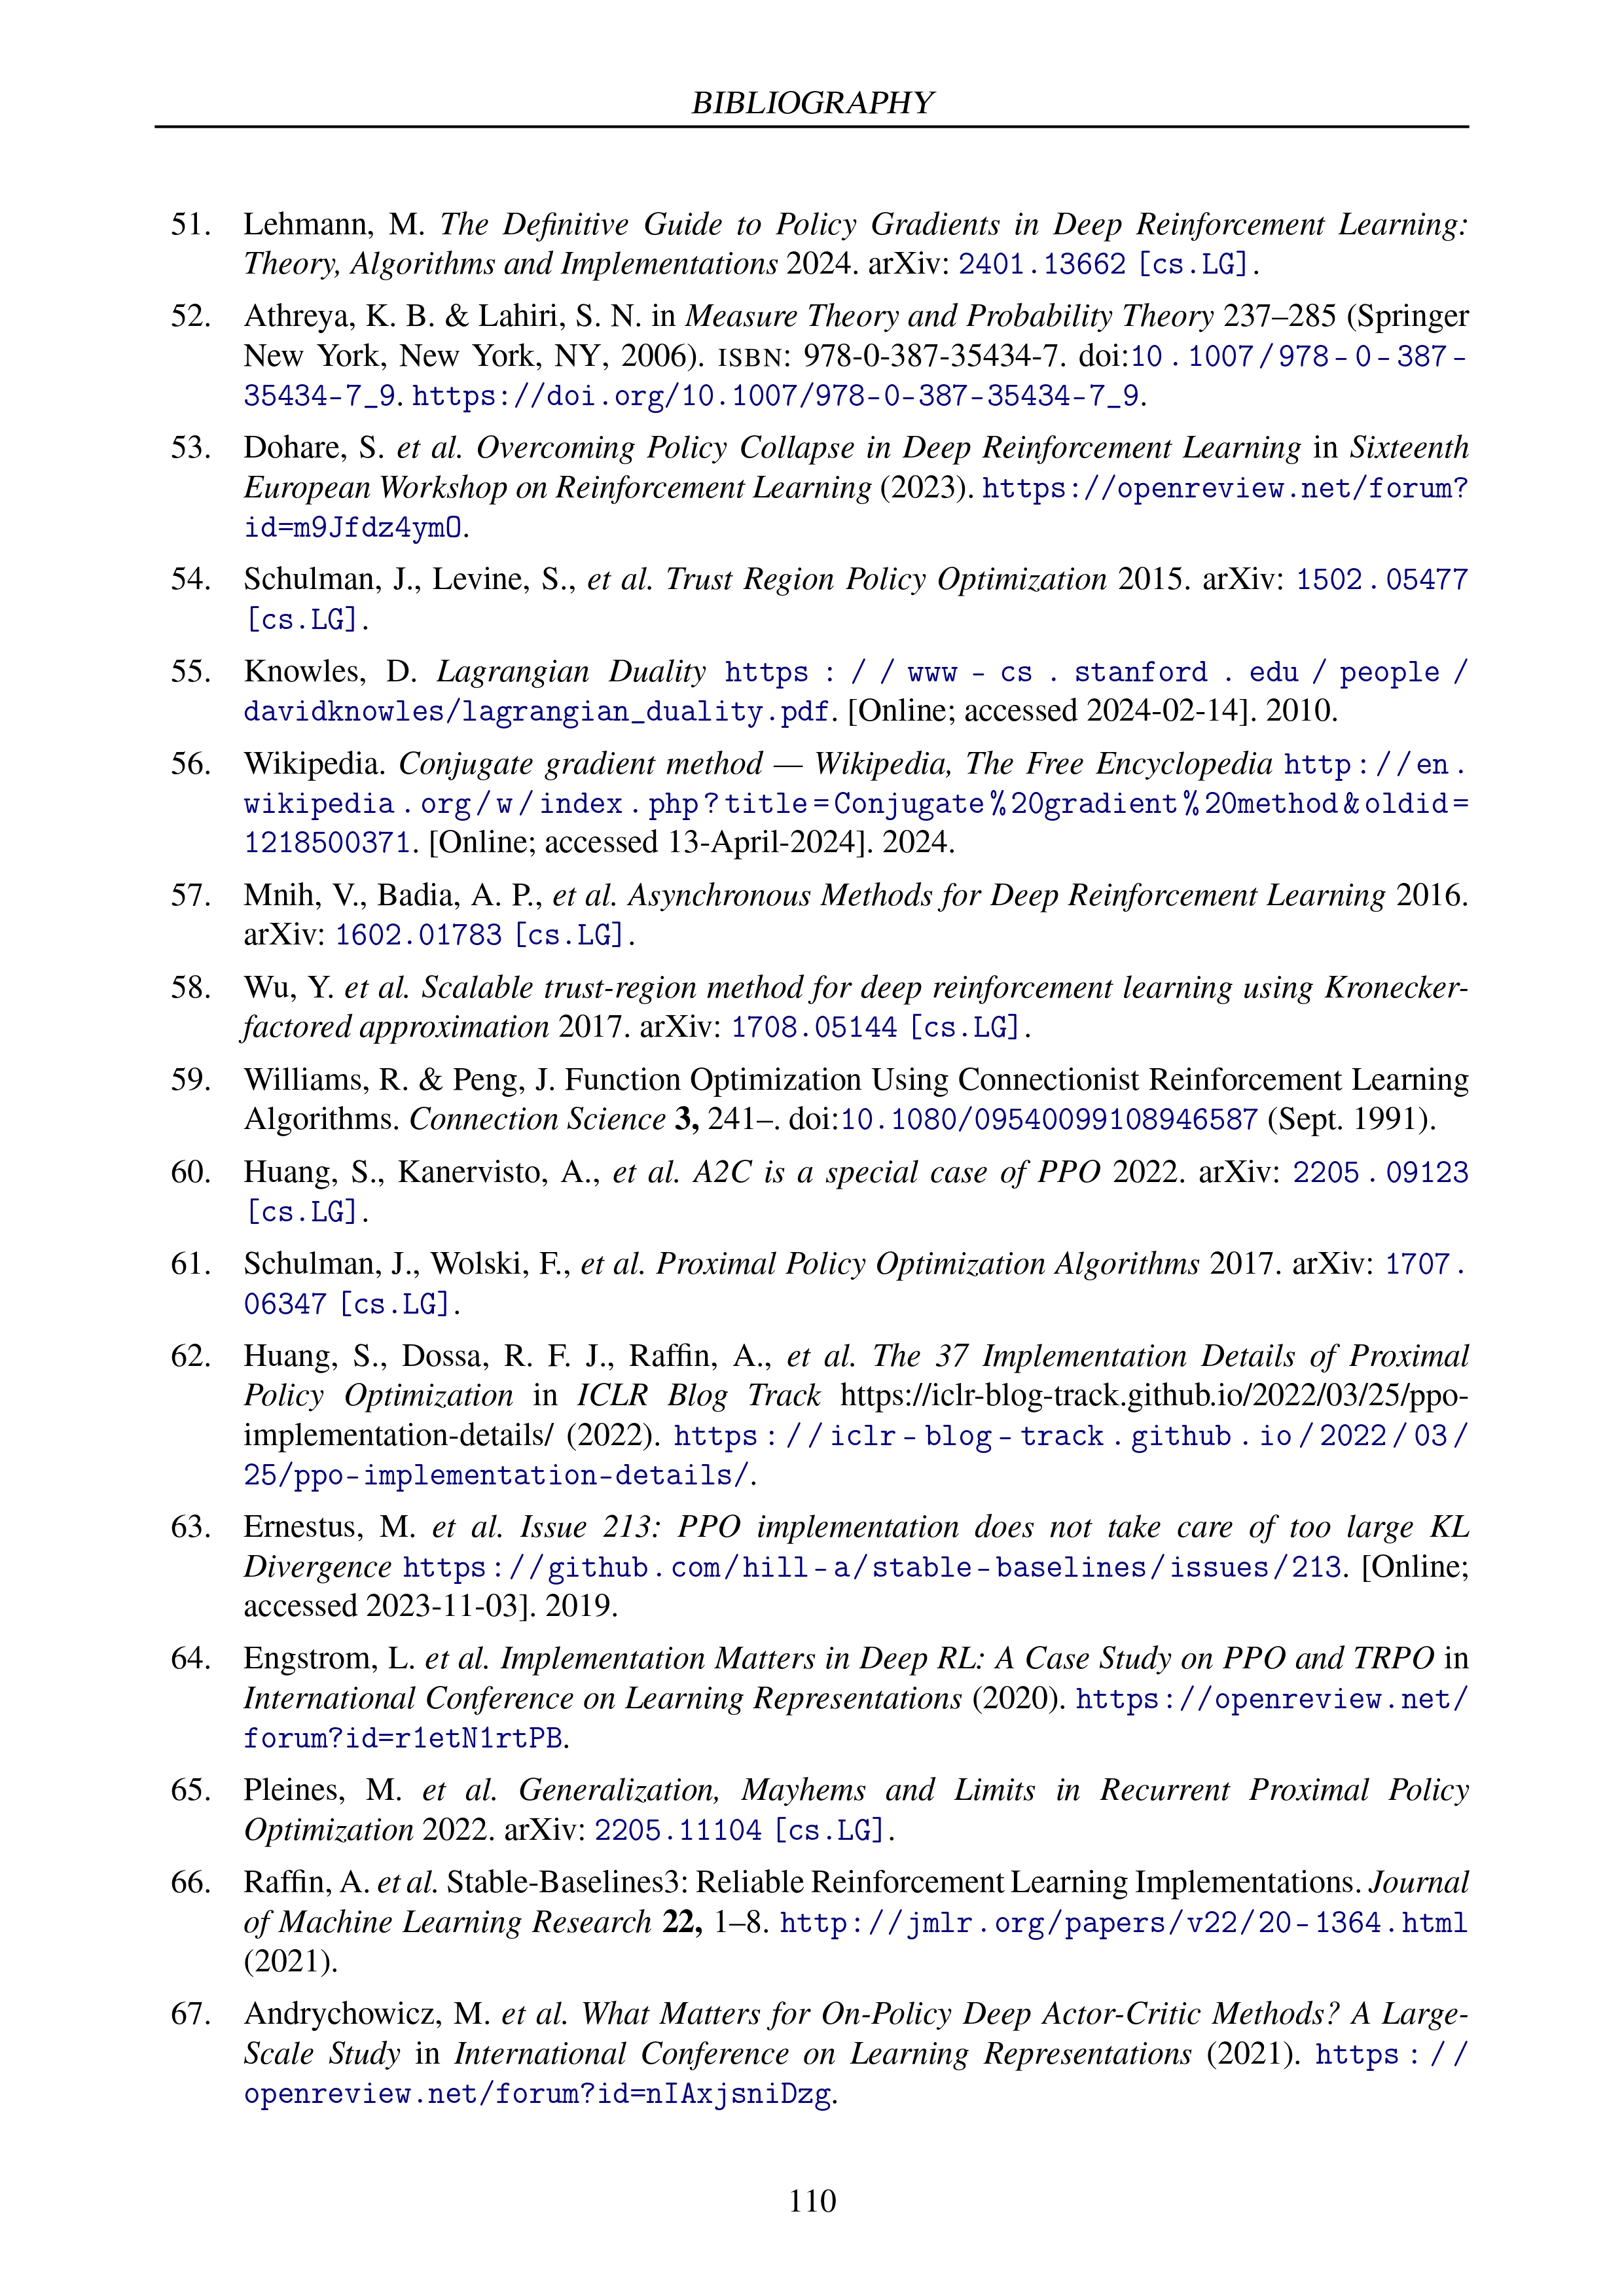 BIBLIOGRAPHY
51. Lehmann, M. The Definitive Guide to Policy Gradients in Deep Reinforcement Learning:
Theory, Algorithms and Implementations 2024. arXiv: 2401.13662 [cs.LG].
52. Athreya, K. B. & Lahiri, S. N. in Measure Theory and Probability Theory 237–285 (Springer
New York, New York, NY, 2006). ISBN: 978-0-387-35434-7. doi:10.1007/978-0-387-
35434-7_9. https://doi.org/10.1007/978-0-387-35434-7_9.
53. Dohare, S. et al. Overcoming Policy Collapse in Deep Reinforcement Learning in Sixteenth
European Workshop on Reinforcement Learning (2023). https://openreview.net/forum?
id=m9Jfdz4ymO.
54. Schulman, J., Levine, S., et al. Trust Region Policy Optimization 2015. arXiv: 1502.05477
[cs.LG].
55. Knowles, D. Lagrangian Duality https://www-cs.stanford.edu/people/
davidknowles/lagrangian_duality.pdf. [Online; accessed 2024-02-14]. 2010.
56. Wikipedia. Conjugate gradient method — Wikipedia, The Free Encyclopedia http://en.
wikipedia.org/w/index.php?title=Conjugate%20gradient%20method&oldid=
1218500371. [Online; accessed 13-April-2024]. 2024.
57. Mnih, V., Badia, A. P., et al. Asynchronous Methods for Deep Reinforcement Learning 2016.
arXiv: 1602.01783 [cs.LG].
58. Wu, Y. et al. Scalable trust-region method for deep reinforcement learning using Kronecker-
factored approximation 2017. arXiv: 1708.05144 [cs.LG].
59. Williams, R. & Peng, J. Function Optimization Using Connectionist Reinforcement Learning
Algorithms. Connection Science 3, 241–. doi:10.1080/09540099108946587 (Sept. 1991).
60. Huang, S., Kanervisto, A., et al. A2C is a special case of PPO 2022. arXiv: 2205.09123
[cs.LG].
61. Schulman, J., Wolski, F., et al. Proximal Policy Optimization Algorithms 2017. arXiv: 1707.
06347 [cs.LG].
62. Huang, S., Dossa, R. F. J., Raffin, A., et al. The 37 Implementation Details of Proximal
Policy Optimization in ICLR Blog Track https://iclr-blog-track.github.io/2022/03/25/ppo-
implementation-details/ (2022). https://iclr-blog-track.github.io/2022/03/
25/ppo-implementation-details/.
63. Ernestus, M. et al. Issue 213: PPO implementation does not take care of too large KL
Divergence https://github.com/hill-a/stable-baselines/issues/213. [Online;
accessed 2023-11-03]. 2019.
64. Engstrom, L. et al. Implementation Matters in Deep RL: A Case Study on PPO and TRPO in
International Conference on Learning Representations (2020). https://openreview.net/
forum?id=r1etN1rtPB.
65. Pleines, M. et al. Generalization, Mayhems and Limits in Recurrent Proximal Policy
Optimization 2022. arXiv: 2205.11104 [cs.LG].
66. Raffin, A. et al. Stable-Baselines3: Reliable Reinforcement Learning Implementations. Journal
of Machine Learning Research 22, 1–8. http://jmlr.org/papers/v22/20-1364.html
(2021).
67. Andrychowicz, M. et al. What Matters for On-Policy Deep Actor-Critic Methods? A Large-
Scale Study in International Conference on Learning Representations (2021). https://
openreview.net/forum?id=nIAxjsniDzg.
110